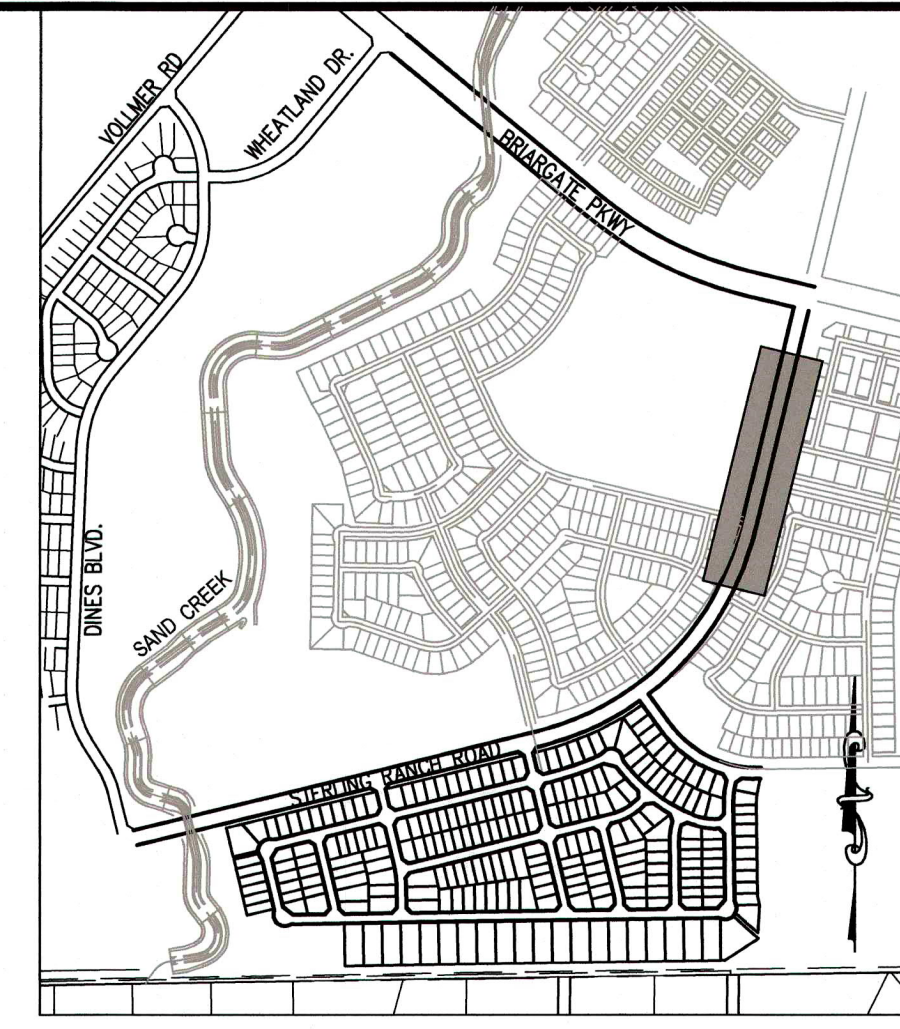 VOLLMER RD
WHEATLAND DR.
BRIARGATE PKWY
DINES BLVD.
SAND CREEK
STERLING RANCH ROAD